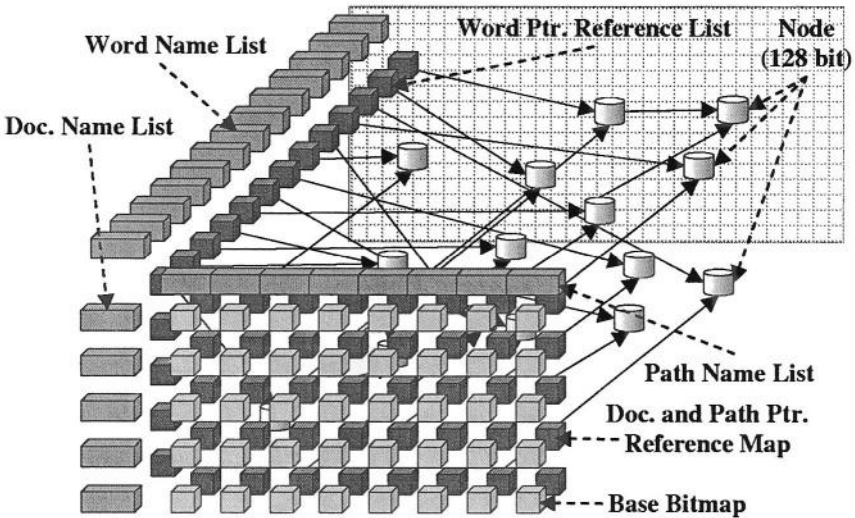 Word Name List
Word Ptr. Reference List
Node
(128 bit)
Doc. Name List
Path Name List
Doc. and Path Ptr.
Reference Map
Base Bitmap